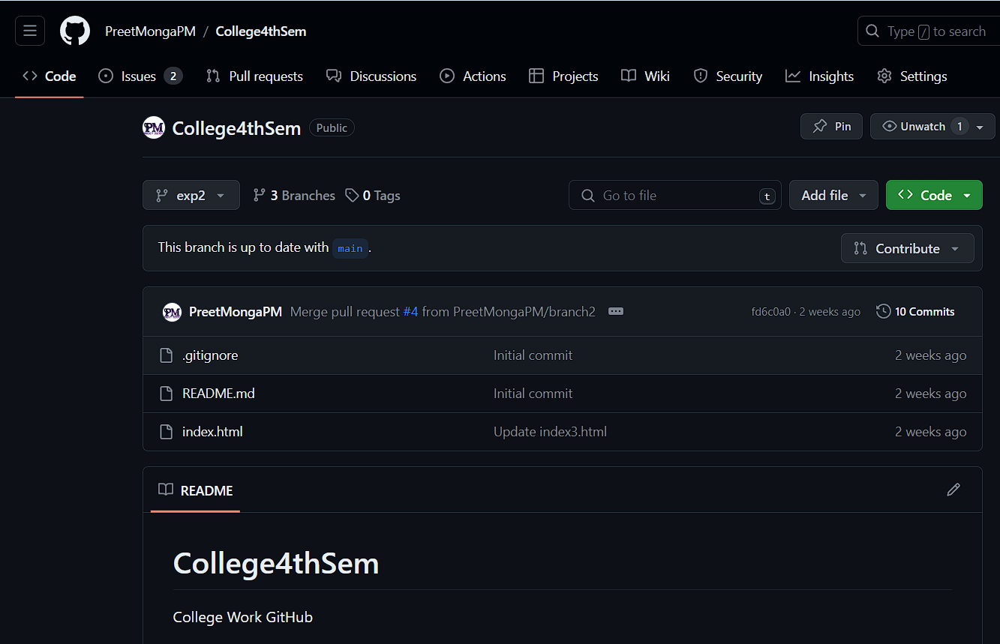 PreetMongaPM / College4thSem
Type / to search
Code Issues 2 Pull requests Discussions Actions Projects Wiki Security Insights Settings
PM College4thSem Public
Pin Unwatch 1
exp2 3 Branches 0 Tags
Go to file t Add file Code
This branch is up to date with main .
Contribute
PM PreetMongaPM Merge pull request #4 from PreetMongaPM/branch2 fd6c0a0 · 2 weeks ago 10 Commits
.gitignore Initial commit 2 weeks ago
README.md Initial commit 2 weeks ago
index.html Update index3.html 2 weeks ago
README
College4thSem
College Work GitHub